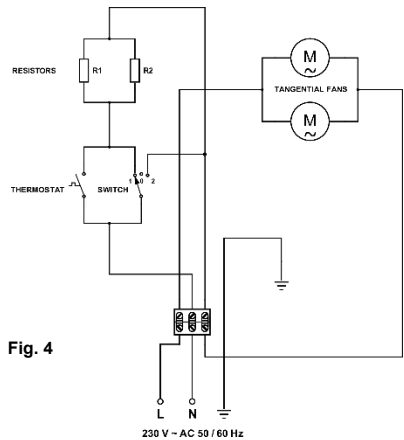 M
~
RESISTORS R1 R2
TANGENTIAL FANS
M
~
1 0 2
THERMOSTAT SWITCH
Fig. 4
L N
230 V ~ AC 50 / 60 Hz